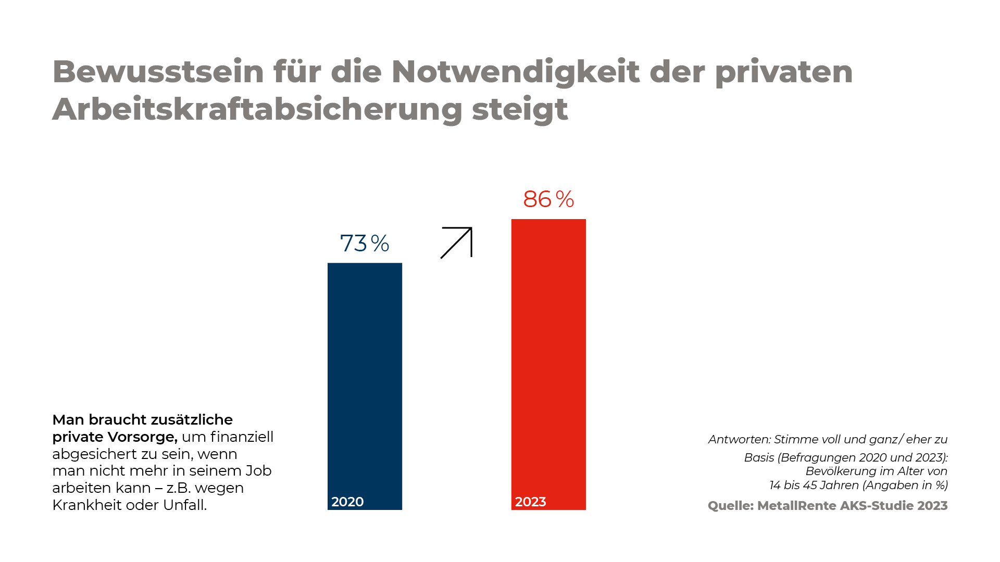 Bewusstsein für die Notwendigkeit der privaten
Arbeitskraftabsicherung steigt
73 %
86 %
2020
2023
Man braucht zusätzliche
private Vorsorge, um finanziell
abgesichert zu sein, wenn
man nicht mehr in seinem Job
arbeiten kann – z.B. wegen
Krankheit oder Unfall.
Antworten: Stimme voll und ganz / eher zu
Basis (Befragungen 2020 und 2023):
Bevölkerung im Alter von
14 bis 45 Jahren (Angaben in %)
Quelle: MetallRente AKS-Studie 2023